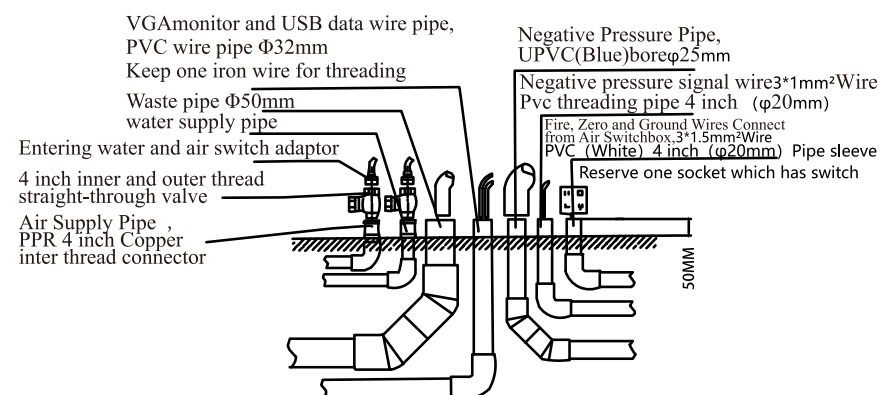 VGAmonitor and USB data wire pipe,
PVC wire pipe Φ32mm
Keep one iron wire for threading
Waste pipe Φ50mm
water supply pipe
Entering water and air switch adaptor
4 inch inner and outer thread
straight-through valve
Air Supply Pipe ,
PPR 4 inch Copper
inter thread connector
Negative Pressure Pipe,
UPVC(Blue)boreφ25mm
Negative pressure signal wire3*1mm²Wire
Pvc threading pipe 4 inch （φ20mm）
Fire, Zero and Ground Wires Connect
from Air Switchbox,3*1.5mm²Wire
PVC （White） 4 inch （φ20mm） Pipe sleeve
Reserve one socket which has switch
50MM